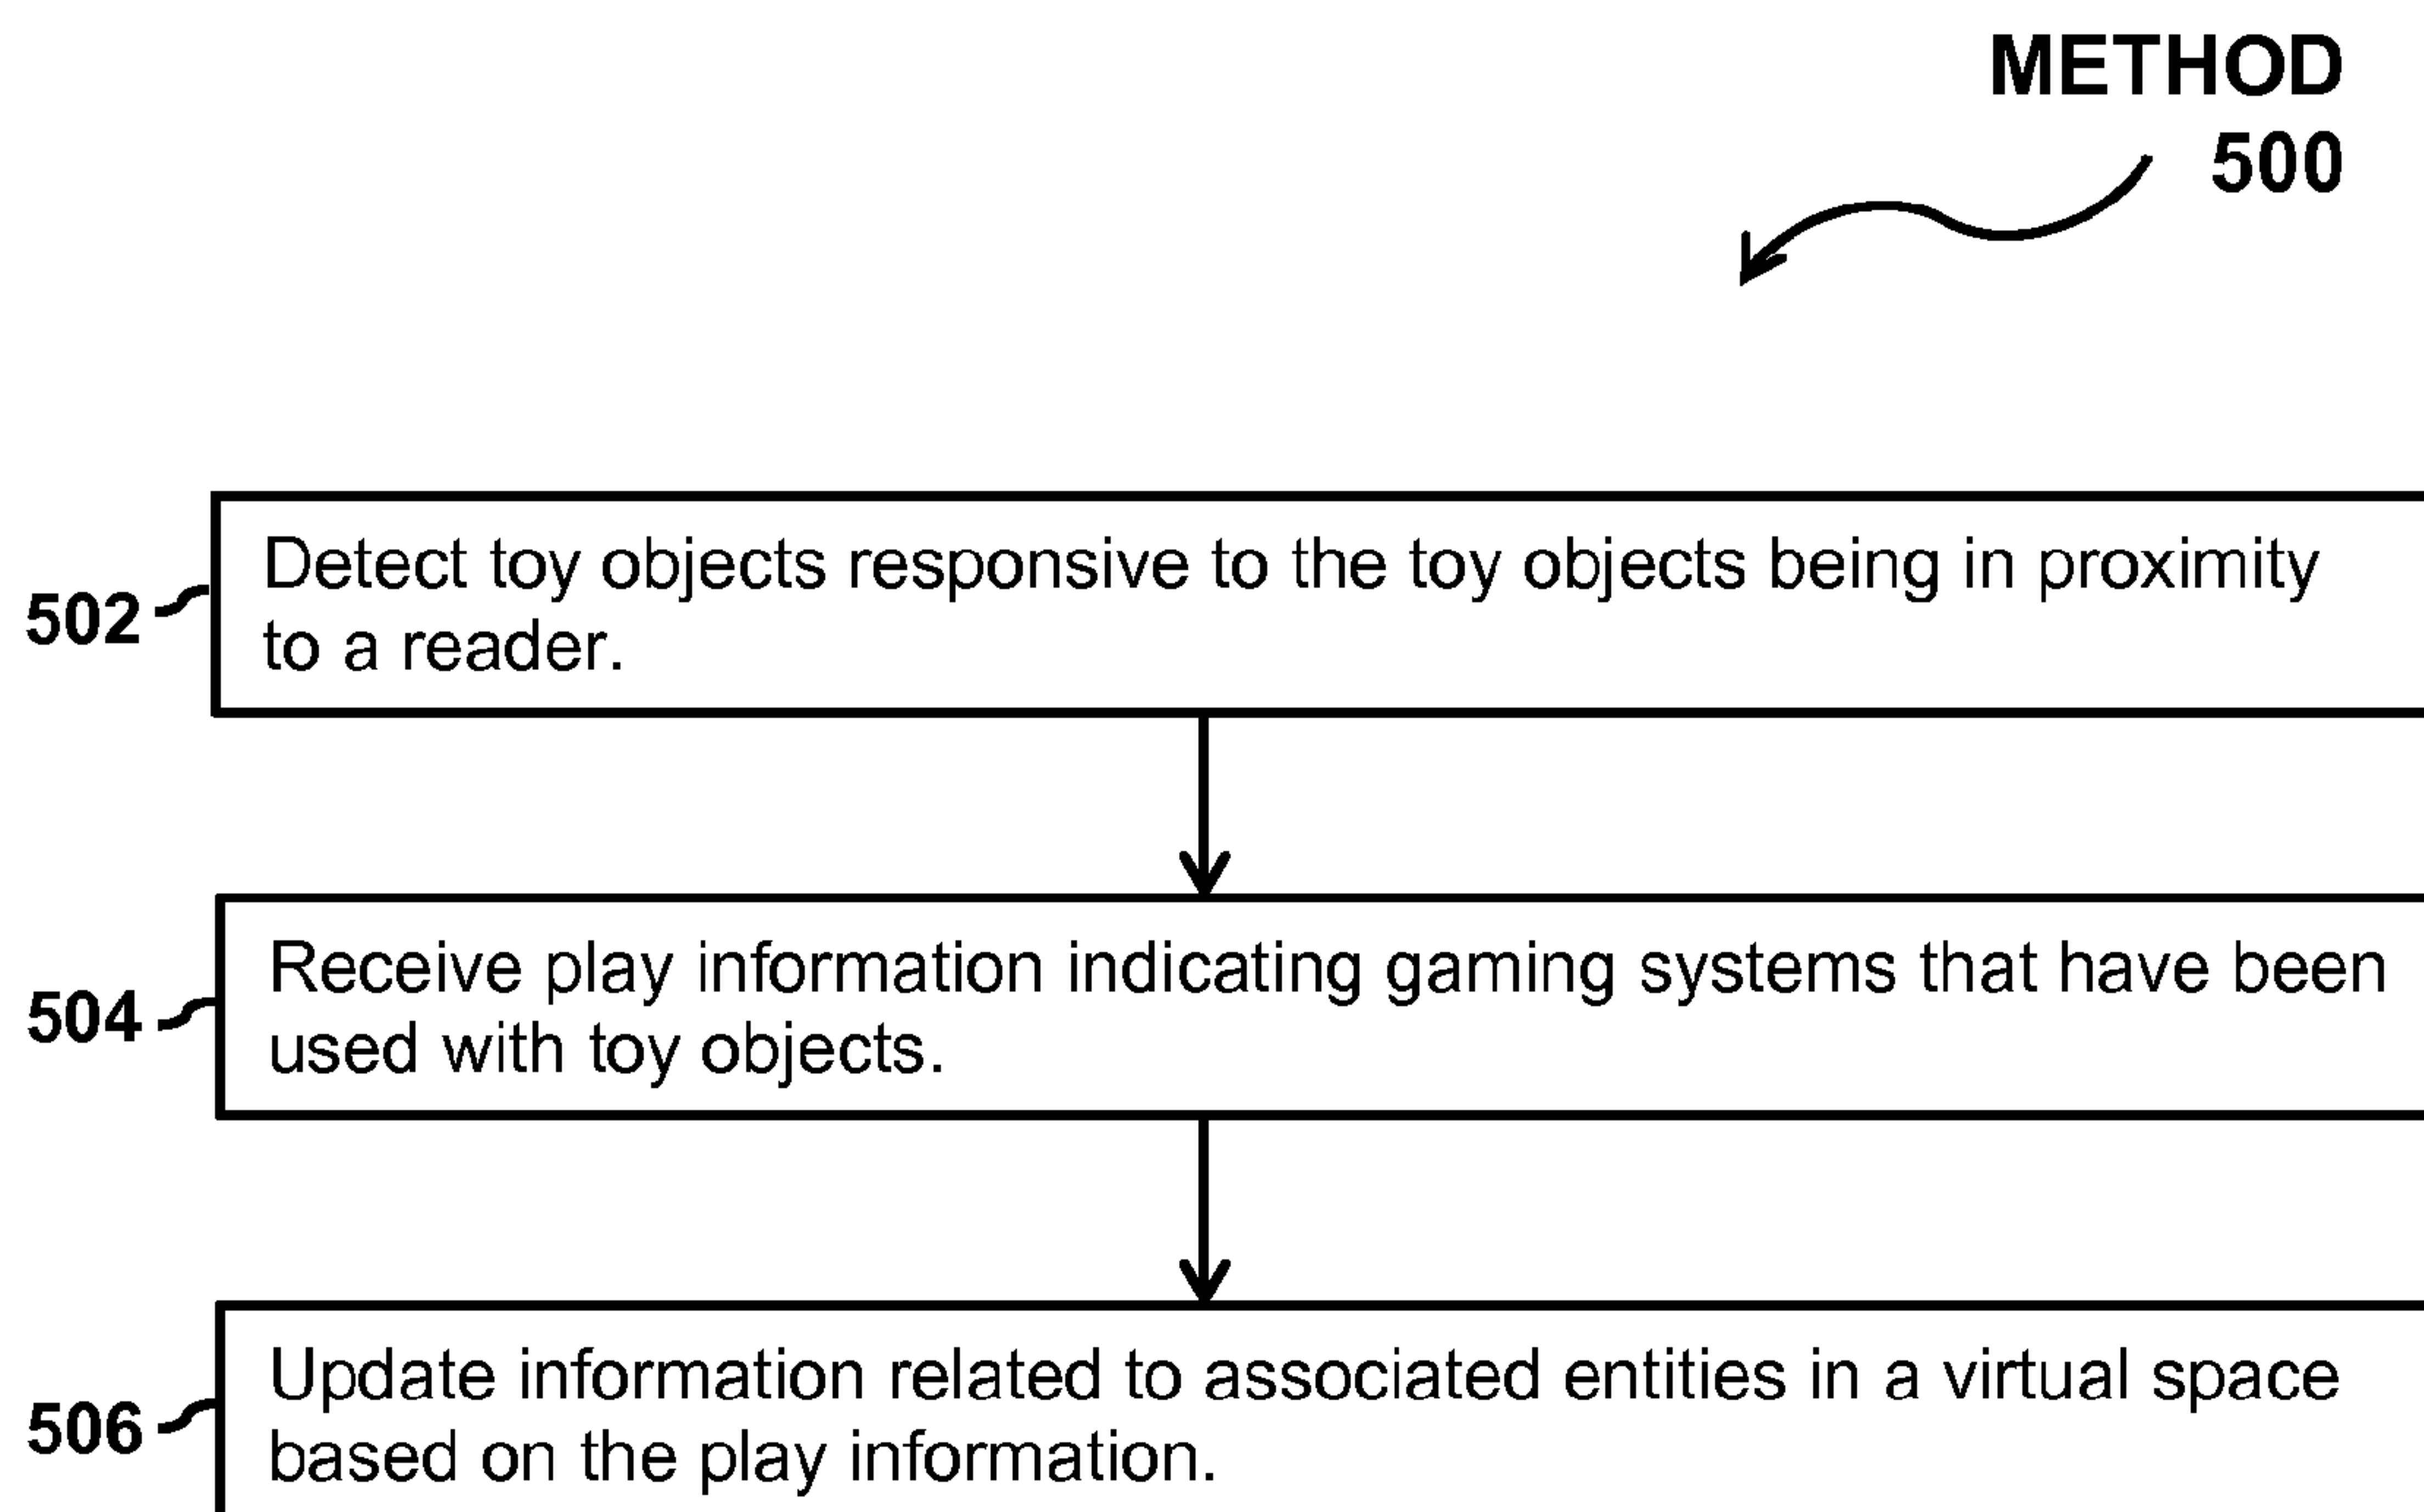 METHOD
500
502
Detect toy objects responsive to the toy objects being in proximity
to a reader.
504
Receive play information indicating gaming systems that have been
used with toy objects.
506
Update information related to associated entities in a virtual space
based on the play information.